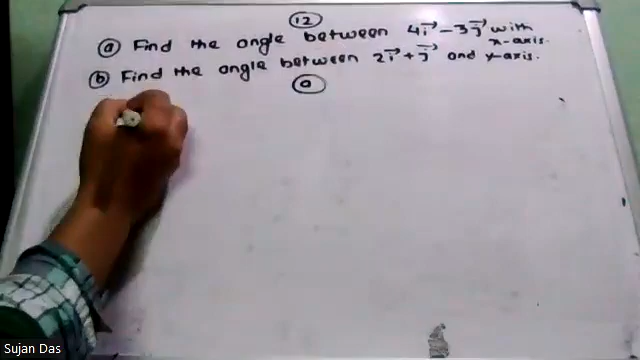 12
ⓐ Find the angle between 4i⃗ - 3j⃗ with x-axis.
ⓑ Find the angle between 2i⃗ + j⃗ and Y-axis.
ⓐ
Sujan Das